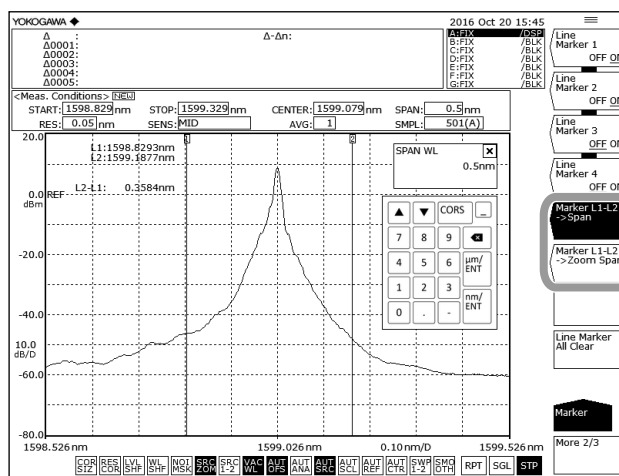 YOKOGAWA ◆
2016 Oct 20 15:45
Δ :
Δ0001:
Δ0002:
Δ0003:
Δ0004:
Δ0005:
Δ-Δn:
A:FIX /DSP
B:FIX /BLK
C:FIX /BLK
D:FIX /BLK
E:FIX /BLK
F:FIX /BLK
G:FIX /BLK
<Meas. Conditions> NEW
START: 1598.829 nm STOP: 1599.329 nm CENTER: 1599.079 nm SPAN: 0.5 nm
RES: 0.05 nm SENS: MID AVG: 1 SMPL: 501(A)
20.0
L1:1598.8293nm
L2:1599.1877nm
L2-L1: 0.3584nm
0.0 REF
dBm
-20.0
-40.0
10.0
dB/D
-60.0
-80.0
SPAN WL
0.5nm
▲ ▼ CORS _
7 8 9
4 5 6 μm/
ENT
1 2 3
nm/
ENT
0 . -
1598.526nm 1599.026nm 0.10nm/D 1599.526nm
COR
SIZ
RES
COR
LVL
SHF
WL
SHF
NOI
MSK
SRC
ZOM
SRC
1-2
VAC
WL
AUT
OFS
AUT
ANA
AUT
SRC
AUT
SCL
AUT
REF
AUT
CTR
SWP
1-2
SMO
OTH
RPT SGL STP
Line
Marker 1
OFF ON
Line
Marker 2
OFF ON
Line
Marker 3
OFF ON
Line
Marker 4
OFF ON
Marker L1-L2
->Span
Marker L1-L2
->Zoom Span
Line Marker
All Clear
Marker
More 2/3